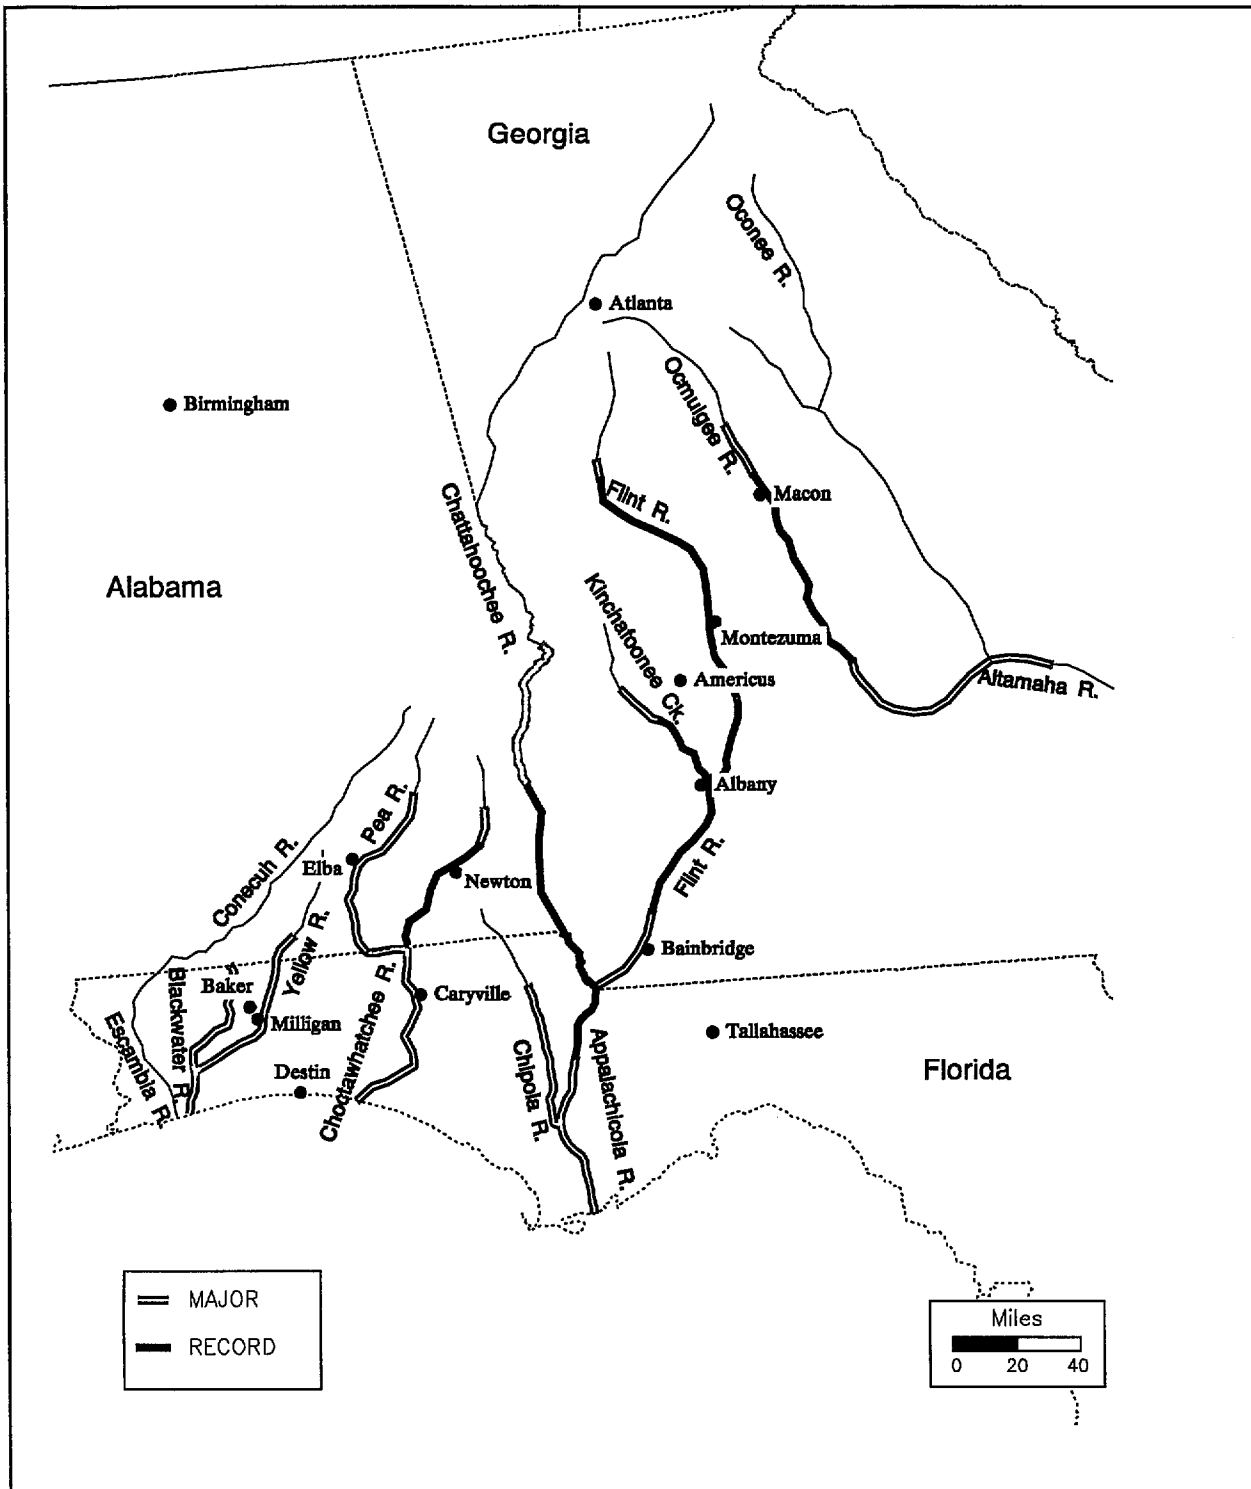 Georgia
Oconee R.
Atlanta
Ocmulgee R.
Birmingham
Flint R.
Macon
Chattahoochee R.
Alabama
Kinchafoonee Ck.
Montezuma
Americus
Altamaha R.
Albany
Pea R.
Conecuh R.
Elba
Newton
Flint R.
Yellow R.
Bainbridge
Blackwater R.
Baker
Choctawhatchee R.
Caryville
Milligan
Escambia R.
Tallahassee
Destin
Chipola R.
Appalachicola R.
Florida
MAJOR
RECORD
Miles
0 20 40